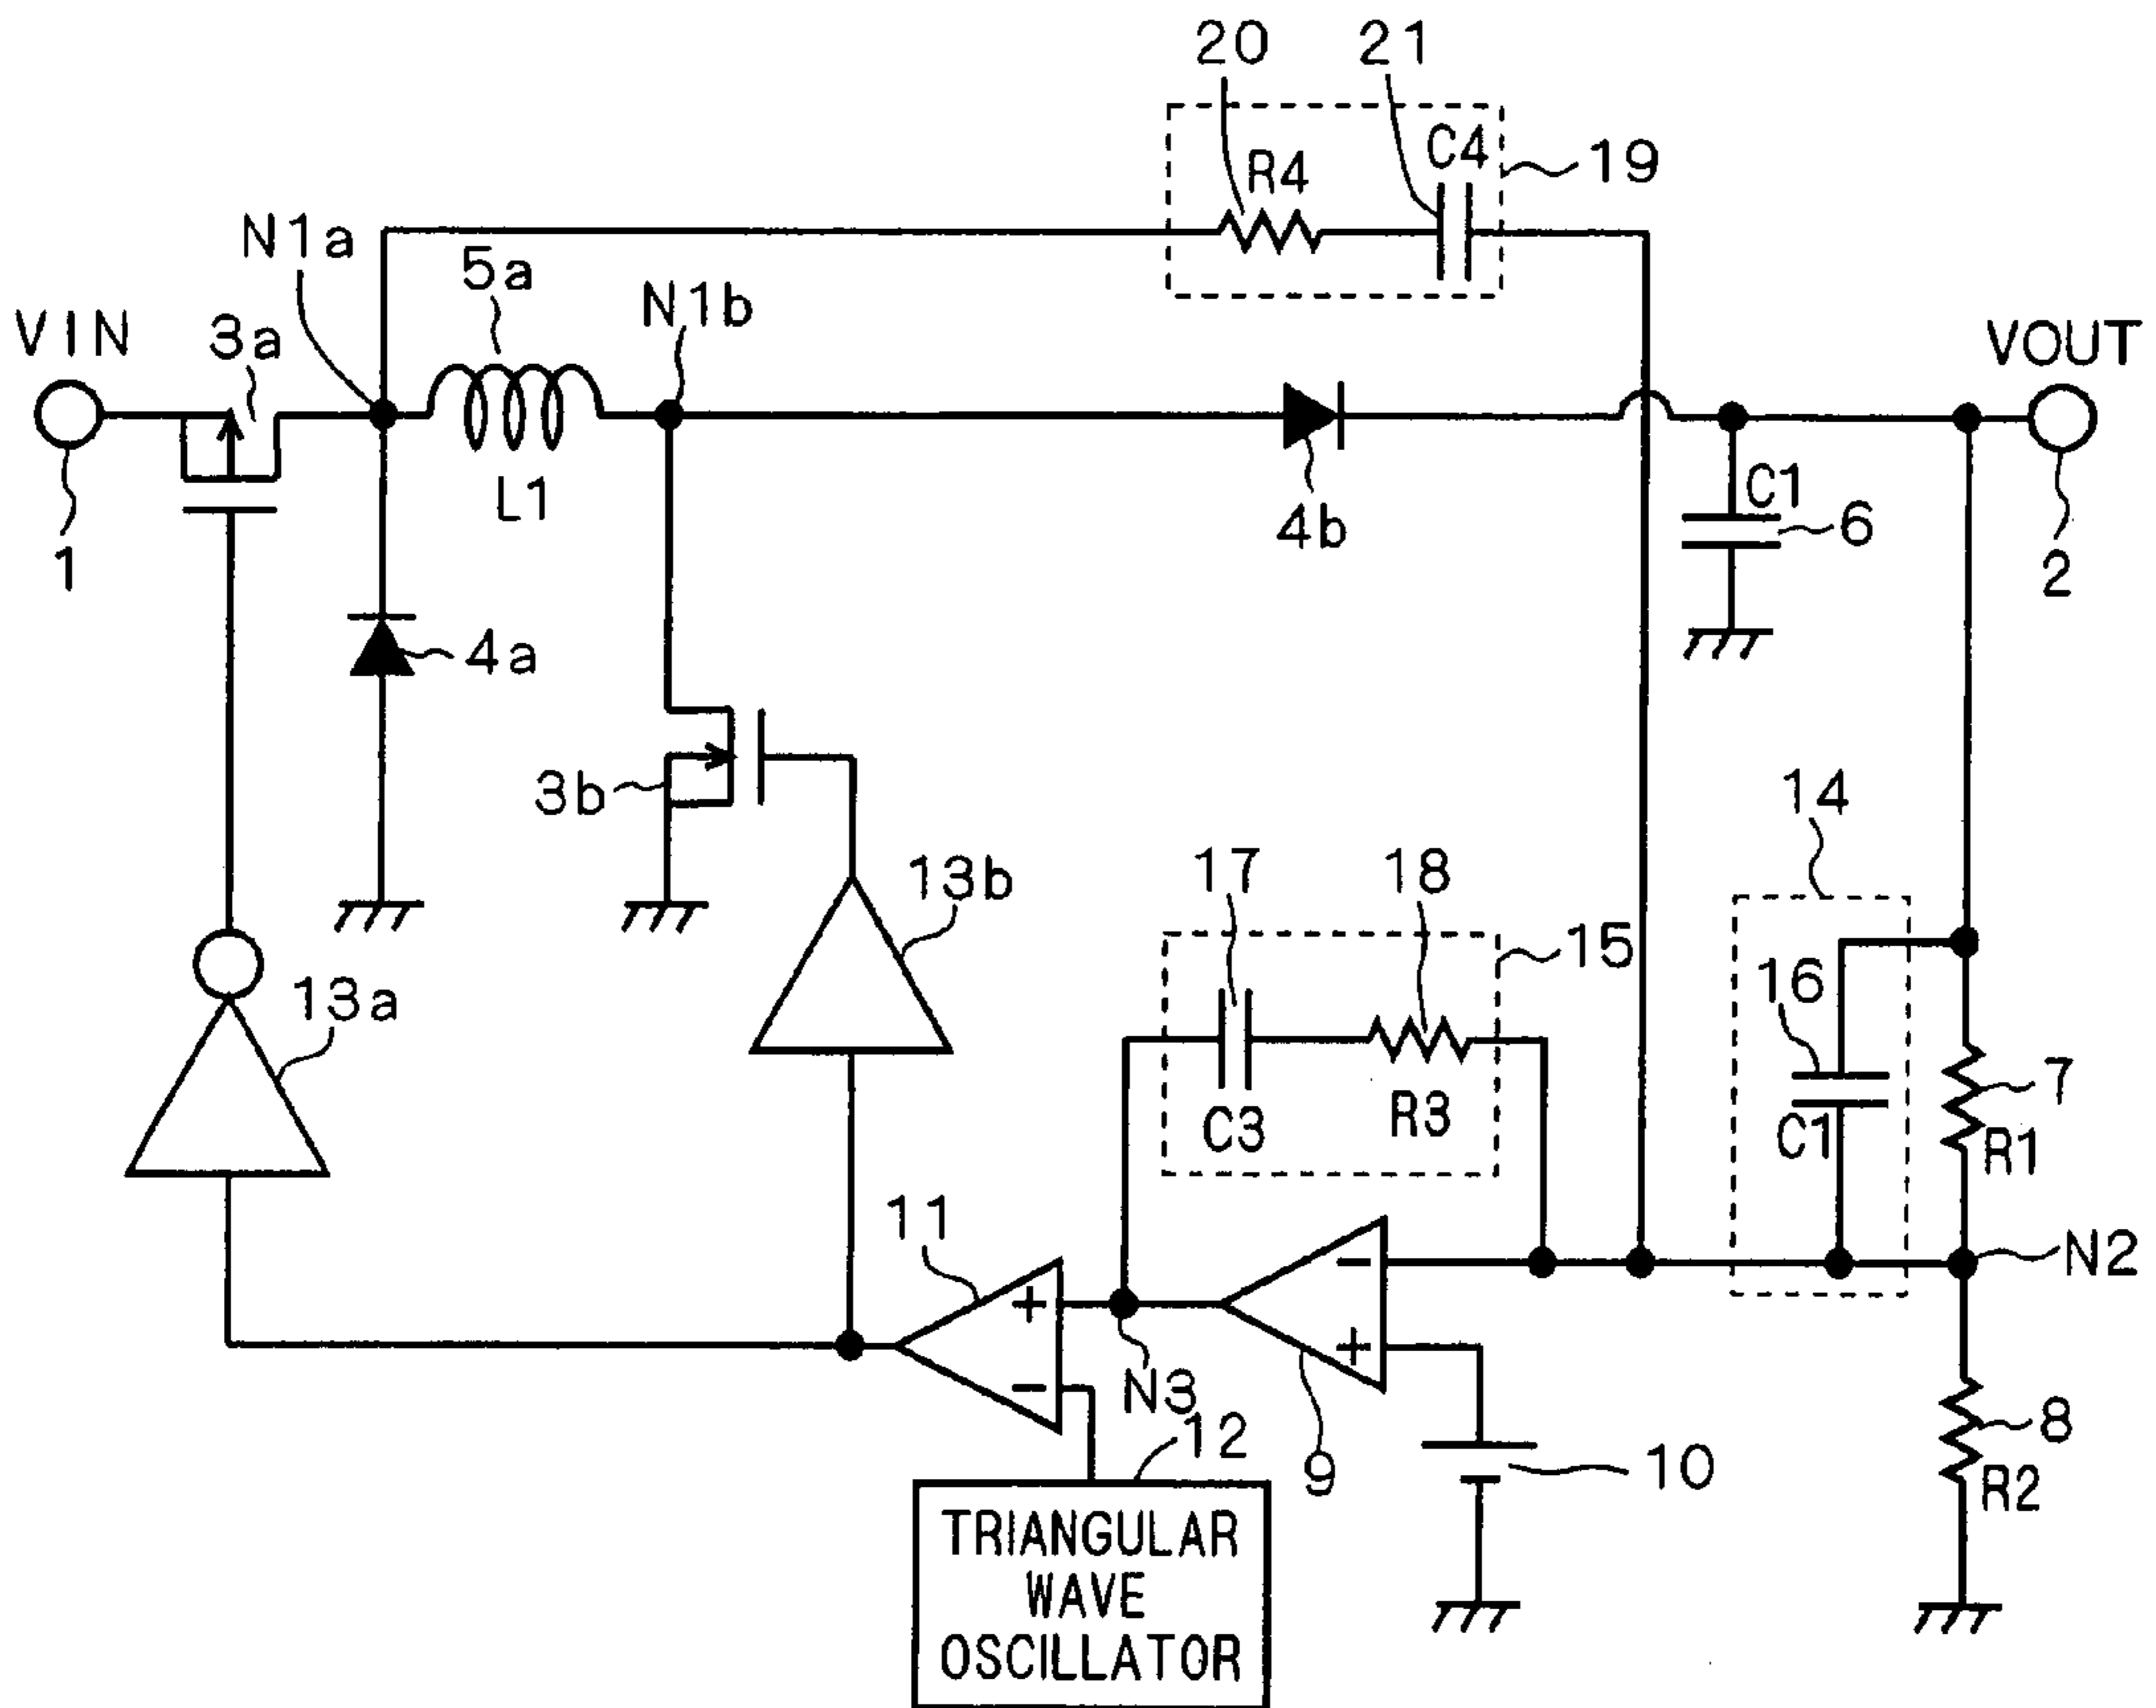 20 21
C4
R4
19
N1a
5a
N1b
VIN
3a
VOUT
L1
C1
6
4b
1
2
4a
3b
14
13b
17 18
15
16
13a
7
C3 R3
C1
R1
11
N2
+
-
-
+
N3
12
9
10
8
R2
TRIANGULAR
WAVE
OSCILLATOR